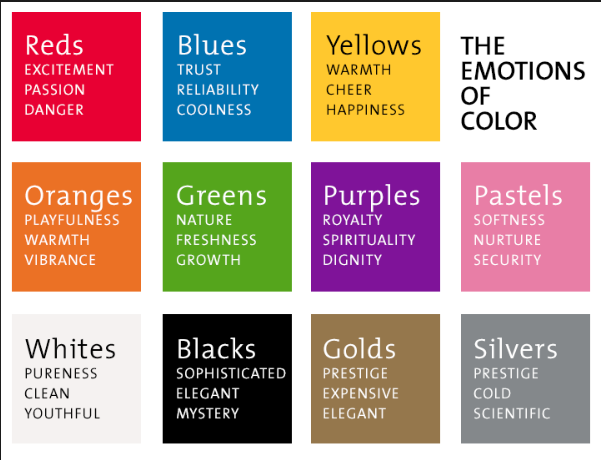 Reds
EXCITEMENT
PASSION
DANGER
Blues
TRUST
RELIABILITY
COOLNESS
Yellows
WARMTH
CHEER
HAPPINESS
THE
EMOTIONS
OF
COLOR
Oranges
PLAYFULNESS
WARMTH
VIBRANCE
Greens
NATURE
FRESHNESS
GROWTH
Purples
ROYALTY
SPIRITUALITY
DIGNITY
Pastels
SOFTNESS
NURTURE
SECURITY
Whites
PURENESS
CLEAN
YOUTHFUL
Blacks
SOPHISTICATED
ELEGANT
MYSTERY
Golds
PRESTIGE
EXPENSIVE
ELEGANT
Silvers
PRESTIGE
COLD
SCIENTIFIC